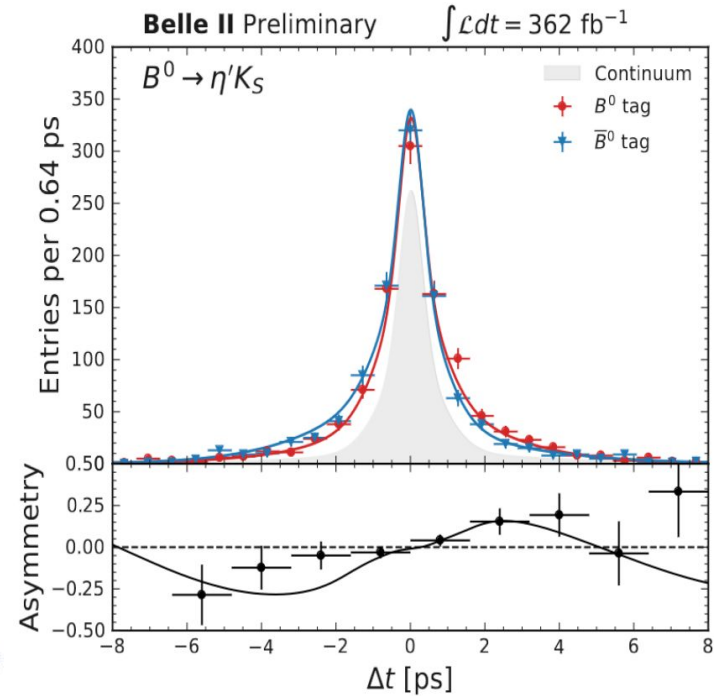 Belle II Preliminary ∫ℒdt = 362 fb⁻¹
B⁰ → η′K_S
Continuum
B⁰ tag
B̅⁰ tag
Entries per 0.64 ps
400
350
300
250
200
150
100
50
0.50
0.25
0.00
−0.25
−0.50
Asymmetry
−8 −6 −4 −2 0 2 4 6 8
Δt [ps]